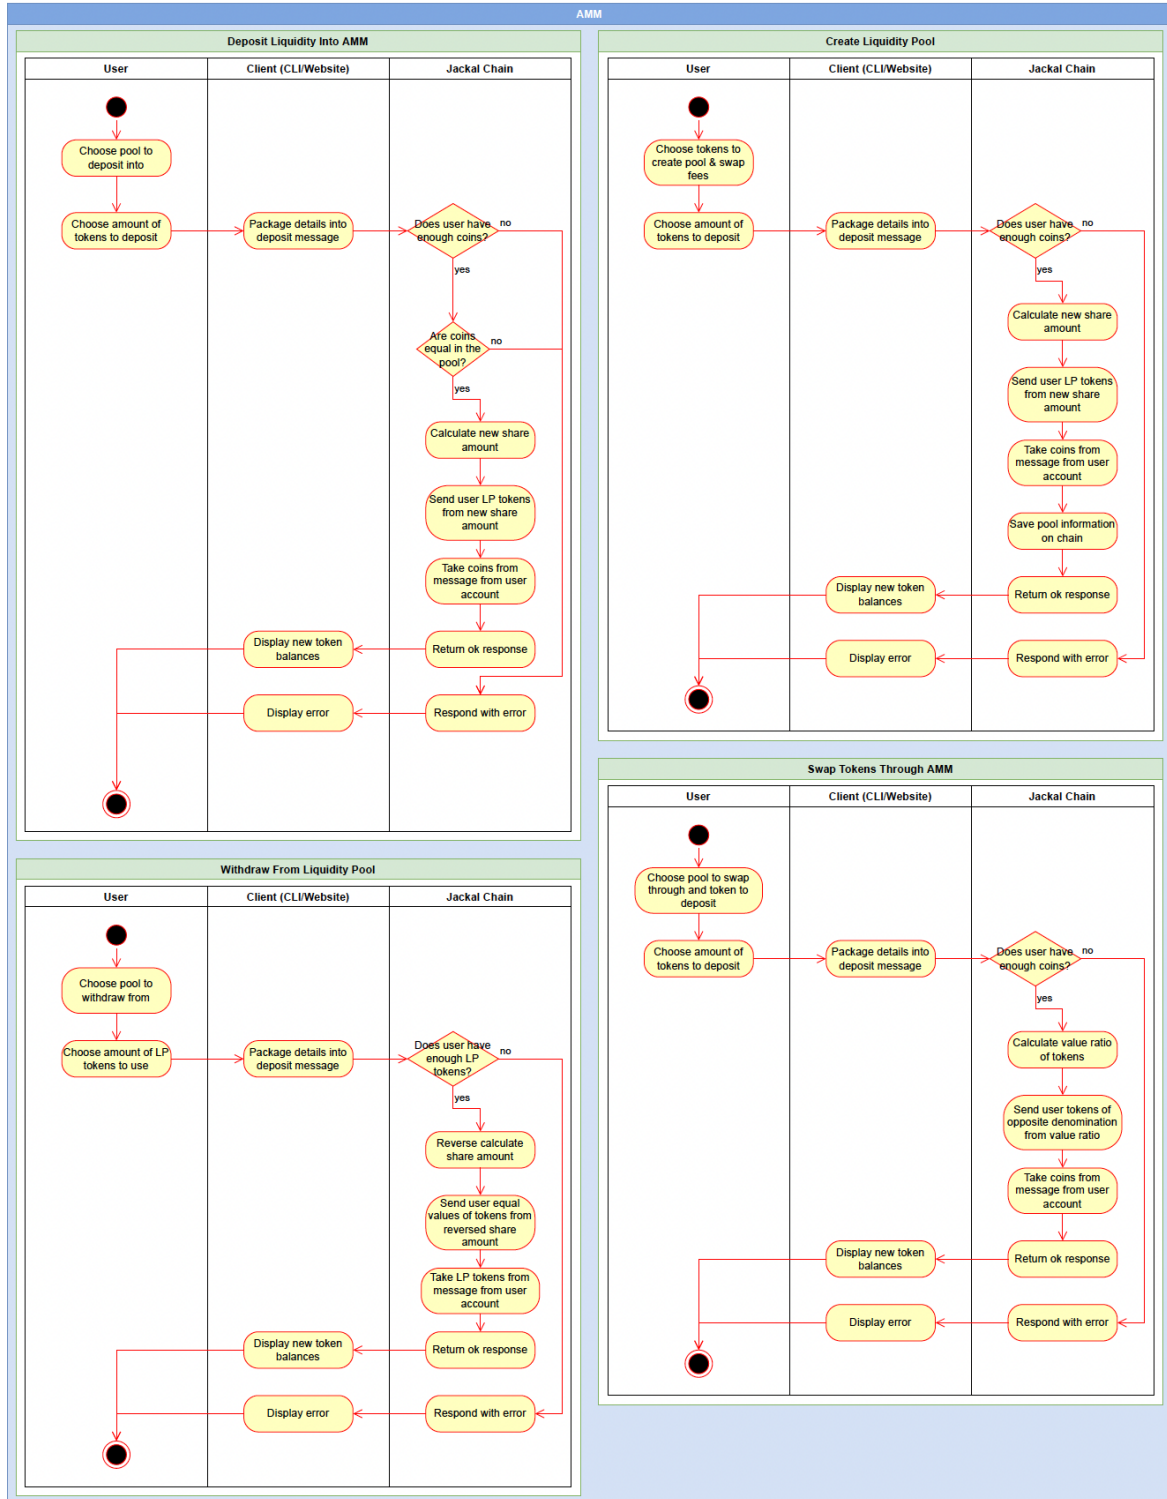 AMM
Deposit Liquidity Into AMM
User
Client (CLI/Website)
Jackal Chain
Choose pool to
deposit into
Choose amount of
tokens to deposit
Package details into
deposit message
Does user have
enough coins?
no
yes
Are coins
equal in the
pool?
no
yes
Calculate new share
amount
Send user LP tokens
from new share
amount
Take coins from
message from user
account
Display new token
balances
Return ok response
Display error
Respond with error
Create Liquidity Pool
User
Client (CLI/Website)
Jackal Chain
Choose tokens to
create pool & swap
fees
Choose amount of
tokens to deposit
Package details into
deposit message
Does user have
enough coins?
no
yes
Calculate new share
amount
Send user LP tokens
from new share
amount
Take coins from
message from user
account
Save pool information
on chain
Display new token
balances
Return ok response
Display error
Respond with error
Withdraw From Liquidity Pool
User
Client (CLI/Website)
Jackal Chain
Choose pool to
withdraw from
Choose amount of LP
tokens to use
Package details into
deposit message
Does user have
enough LP
tokens?
no
yes
Reverse calculate
share amount
Send user equal
values of tokens from
reversed share
amount
Take LP tokens from
message from user
account
Display new token
balances
Return ok response
Display error
Respond with error
Swap Tokens Through AMM
User
Client (CLI/Website)
Jackal Chain
Choose pool to swap
through and token to
deposit
Choose amount of
tokens to deposit
Package details into
deposit message
Does user have
enough coins?
no
yes
Calculate value ratio
of tokens
Send user tokens of
opposite denomination
from value ratio
Take coins from
message from user
account
Display new token
balances
Return ok response
Display error
Respond with error